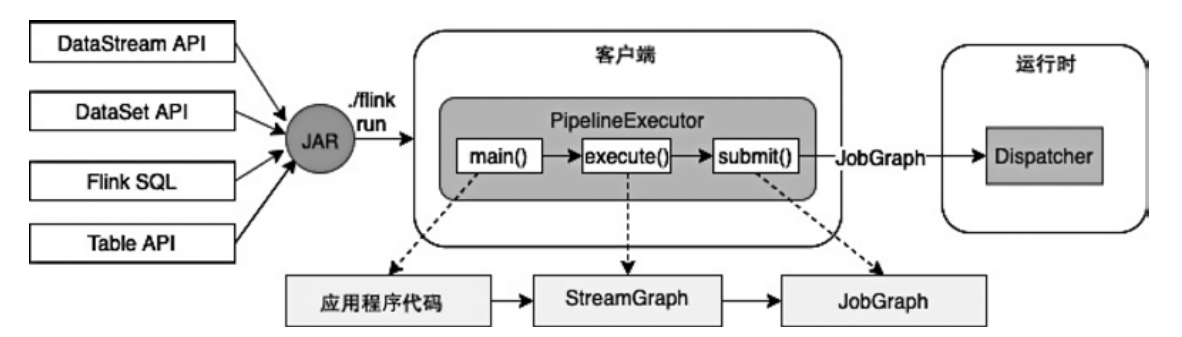 DataStream API
DataSet API
Flink SQL
Table API
JAR
./flink
run
客户端
PipelineExecutor
main()
execute()
submit()
JobGraph
运行时
Dispatcher
应用程序代码
StreamGraph
JobGraph